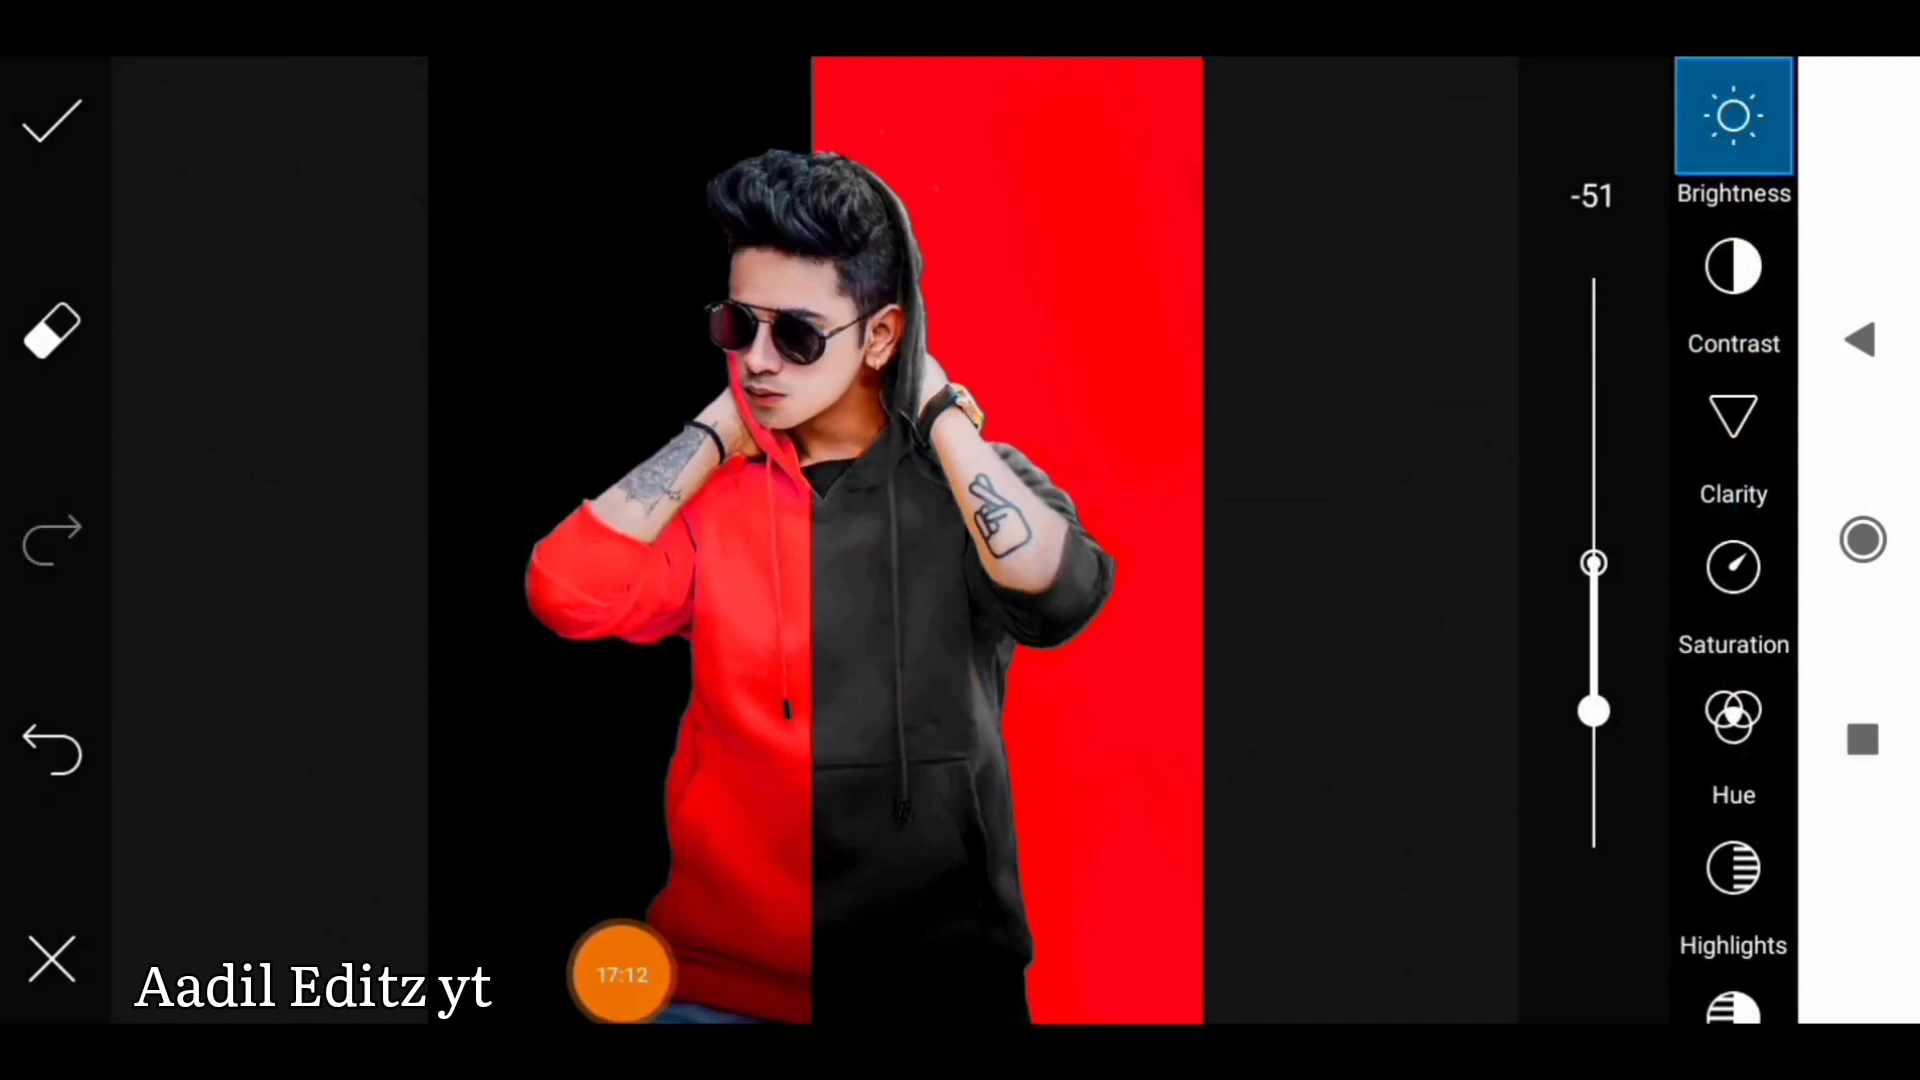 -51
Brightness
Contrast
Clarity
Saturation
Hue
Highlights
Aadil Editz yt
17:12